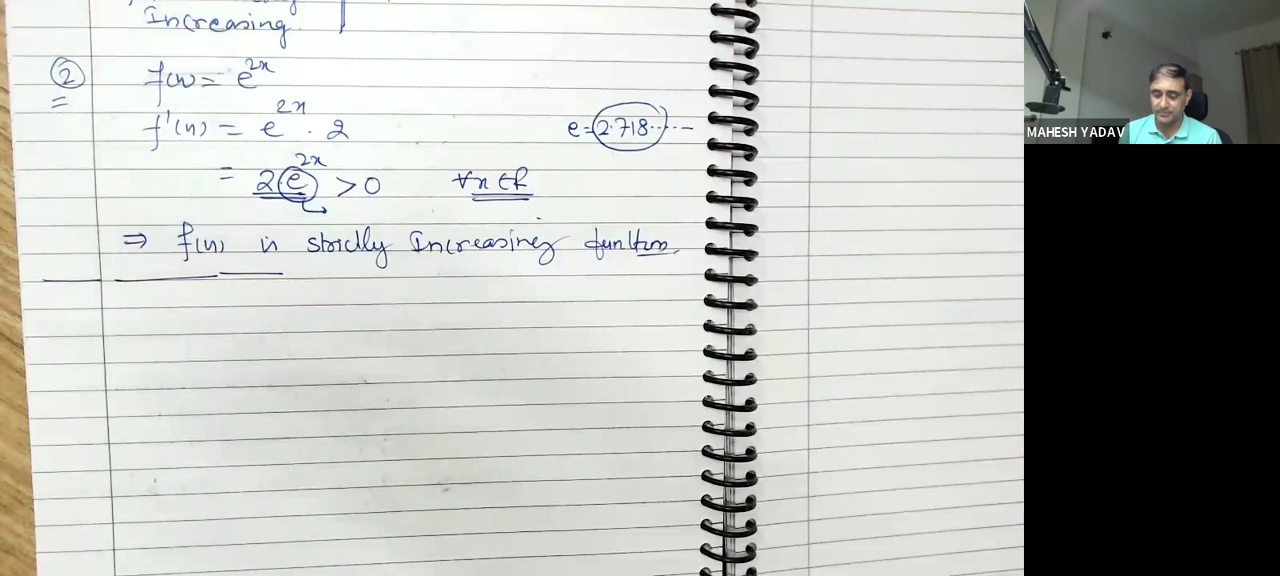 Increasing.
② f(x) = e^{2x}
f'(x) = e^{2x} · 2
e = 2.718.....
= 2e^{2x} > 0 ∀x∈R
⇒ f(x) is strictly Increasing function.
MAHESH YADAV